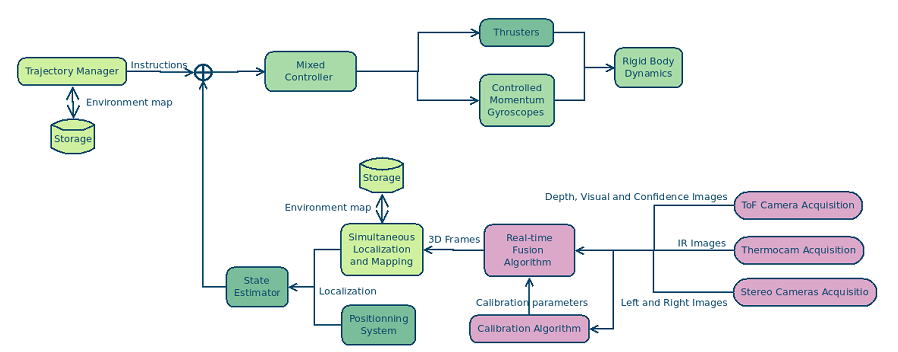 Trajectory Manager
Instructions
Mixed
Controller
Thrusters
Controlled
Momentum
Gyroscopes
Rigid Body
Dynamics
Environment map
Storage
Storage
Environment map
Simultaneous
Localization
and Mapping
3D Frames
Real-time
Fusion
Algorithm
Depth, Visual and Confidence Images
ToF Camera Acquisition
IR Images
Thermocam Acquisition
Left and Right Images
Stereo Cameras Acquisitio
Calibration parameters
Calibration Algorithm
State
Estimator
Localization
Positionning
System